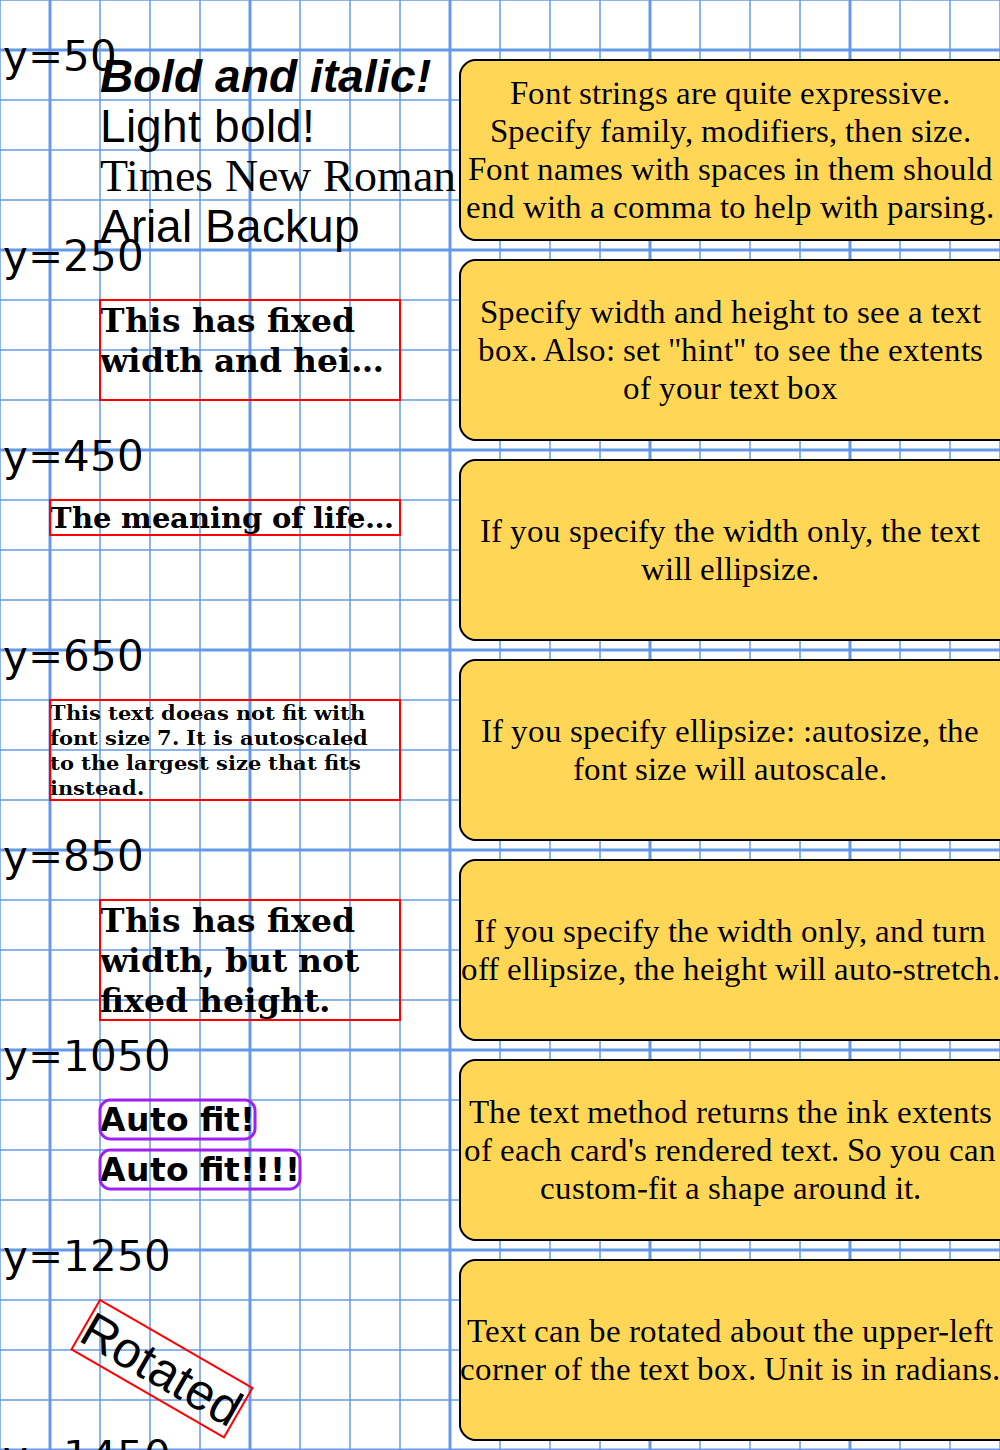 y=50
Bold and italic!
Light bold!
Times New Roman
Arial Backup
Font strings are quite expressive.
Specify family, modifiers, then size.
Font names with spaces in them should
end with a comma to help with parsing.
y=250
This has fixed
width and hei...
Specify width and height to see a text
box. Also: set "hint" to see the extents
of your text box
y=450
The meaning of life...
If you specify the width only, the text
will ellipsize.
y=650
This text doeas not fit with
font size 7. It is autoscaled
to the largest size that fits
instead.
If you specify ellipsize: :autosize, the
font size will autoscale.
y=850
This has fixed
width, but not
fixed height.
If you specify the width only, and turn
off ellipsize, the height will auto-stretch.
y=1050
Auto fit!
Auto fit!!!!
The text method returns the ink extents
of each card's rendered text. So you can
custom-fit a shape around it.
y=1250
Rotated
Text can be rotated about the upper-left
corner of the text box. Unit is in radians.
y=1450